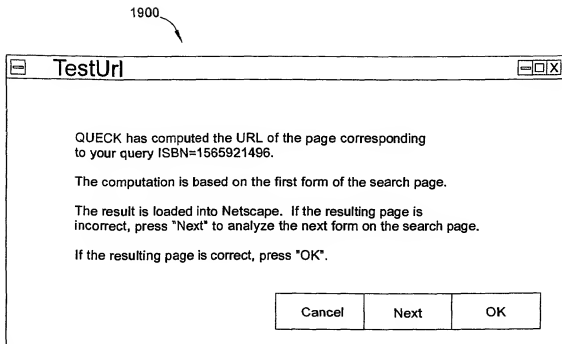 1900
TestUrl
QUECK has computed the URL of the page corresponding
to your query ISBN=1565921496.
The computation is based on the first form of the search page.
The result is loaded into Netscape. If the resulting page is
incorrect, press "Next" to analyze the next form on the search page.
If the resulting page is correct, press "OK".
Cancel Next OK